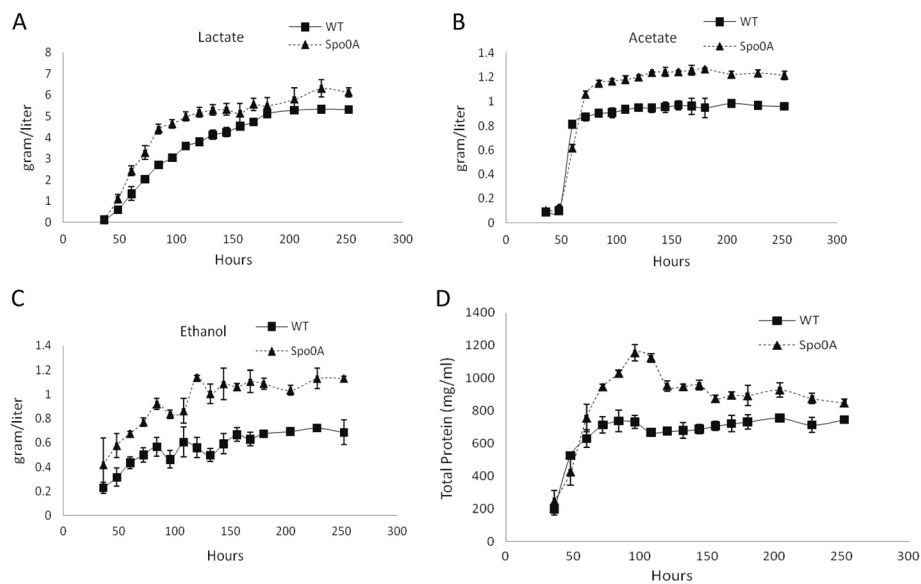 A
Lactate
WT
Spo0A
8
7
6
5
4
3
2
1
0
gram/liter
0 50 100 150 200 250 300
Hours
B
Acetate
WT
Spo0A
1.4
1.2
1
0.8
0.6
0.4
0.2
0
gram/liter
0 50 100 150 200 250 300
Hours
C
Ethanol
WT
Spo0A
1.4
1.2
1
0.8
0.6
0.4
0.2
0
gram/liter
0 50 100 150 200 250 300
Hours
D
WT
Spo0A
1400
1200
1000
800
600
400
200
0
Total Protein (mg/ml)
0 50 100 150 200 250 300
Hours